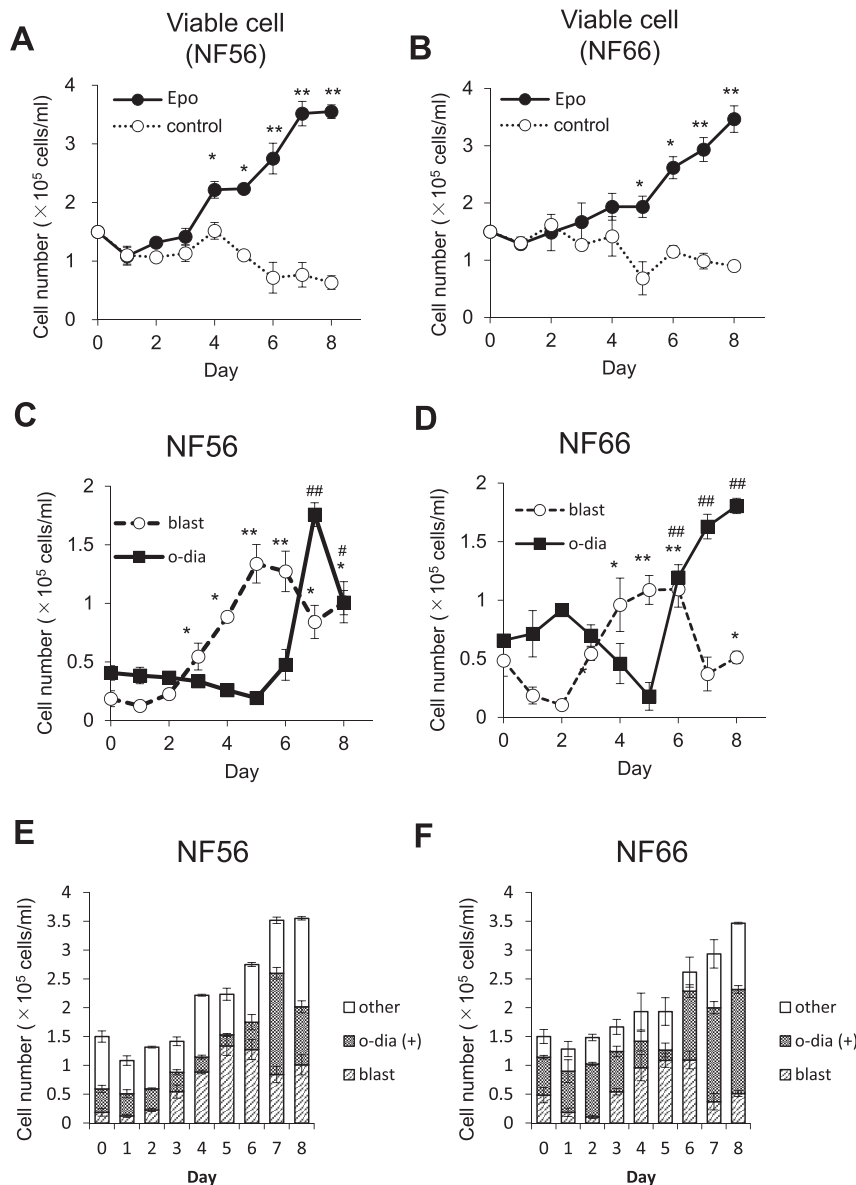 A
Viable cell
(NF56)
Cell number (×10⁵ cells/ml)
4
3
2
1
0
Epo
control
* * ** ** **
0 2 4 6 8
Day
B
Viable cell
(NF66)
Cell number (×10⁵ cells/ml)
4
3
2
1
0
Epo
control
* * ** **
0 2 4 6 8
Day
C
NF56
Cell number (×10⁵ cells/ml)
2
1.5
1
0.5
0
blast
o-dia
##
#
* * ** ** * *
0 2 4 6 8
Day
D
NF66
Cell number (×10⁵ cells/ml)
2
1.5
1
0.5
0
blast
o-dia
## ## ##
* * ** ** *
0 2 4 6 8
Day
E
NF56
Cell number (×10⁵ cells/ml)
4
3.5
3
2.5
2
1.5
1
0.5
0
other
o-dia (+)
blast
0 1 2 3 4 5 6 7 8
Day
F
NF66
Cell number (×10⁵ cells/ml)
4
3.5
3
2.5
2
1.5
1
0.5
0
other
o-dia (+)
blast
0 1 2 3 4 5 6 7 8
Day